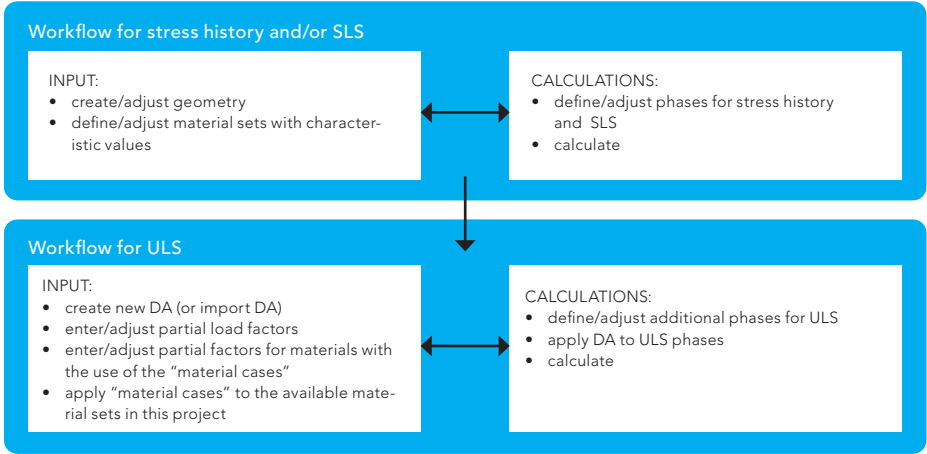 Workflow for stress history and/or SLS
INPUT:
• create/adjust geometry
• define/adjust material sets with character-
istic values
CALCULATIONS:
• define/adjust phases for stress history
and SLS
• calculate
Workflow for ULS
INPUT:
• create new DA (or import DA)
• enter/adjust partial load factors
• enter/adjust partial factors for materials with
the use of the “material cases”
• apply “material cases” to the available mate-
rial sets in this project
CALCULATIONS:
• define/adjust additional phases for ULS
• apply DA to ULS phases
• calculate